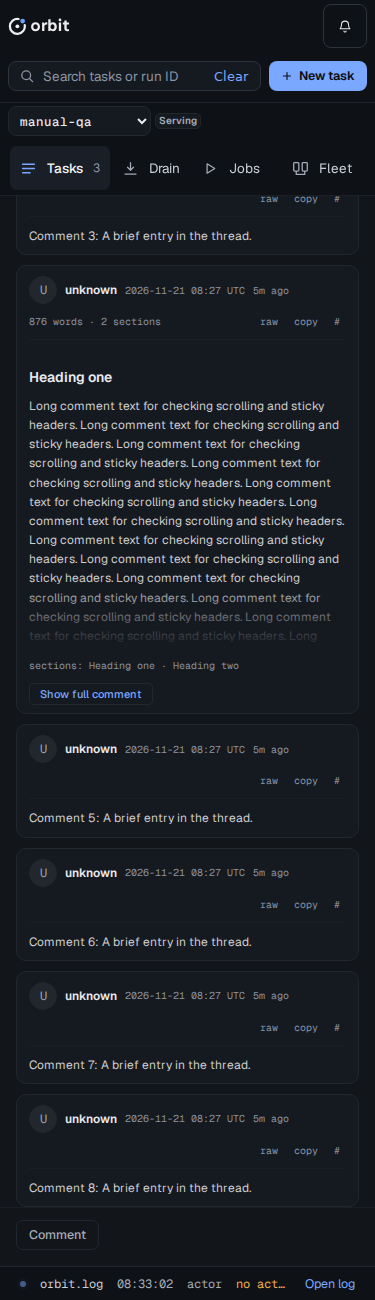 orbit
Search tasks or run ID Clear + New task
manual-qa Serving
Tasks 3 Drain Jobs Fleet
raw copy #
Comment 3: A brief entry in the thread.
U unknown 2026-11-21 08:27 UTC 5m ago
876 words · 2 sections raw copy #
Heading one
Long comment text for checking scrolling and sticky
headers. Long comment text for checking scrolling and
sticky headers. Long comment text for checking
scrolling and sticky headers. Long comment text for
checking scrolling and sticky headers. Long comment
text for checking scrolling and sticky headers. Long
comment text for checking scrolling and sticky headers.
Long comment text for checking scrolling and sticky
headers. Long comment text for checking scrolling and
sticky headers. Long comment text for checking
scrolling and sticky headers. Long comment text for
checking scrolling and sticky headers. Long comment
text for checking scrolling and sticky headers. Long
sections: Heading one · Heading two
Show full comment
U unknown 2026-11-21 08:27 UTC 5m ago
raw copy #
Comment 5: A brief entry in the thread.
U unknown 2026-11-21 08:27 UTC 5m ago
raw copy #
Comment 6: A brief entry in the thread.
U unknown 2026-11-21 08:27 UTC 5m ago
raw copy #
Comment 7: A brief entry in the thread.
U unknown 2026-11-21 08:27 UTC 5m ago
raw copy #
Comment 8: A brief entry in the thread.
Comment
orbit.log 08:33:02 actor no act… Open log